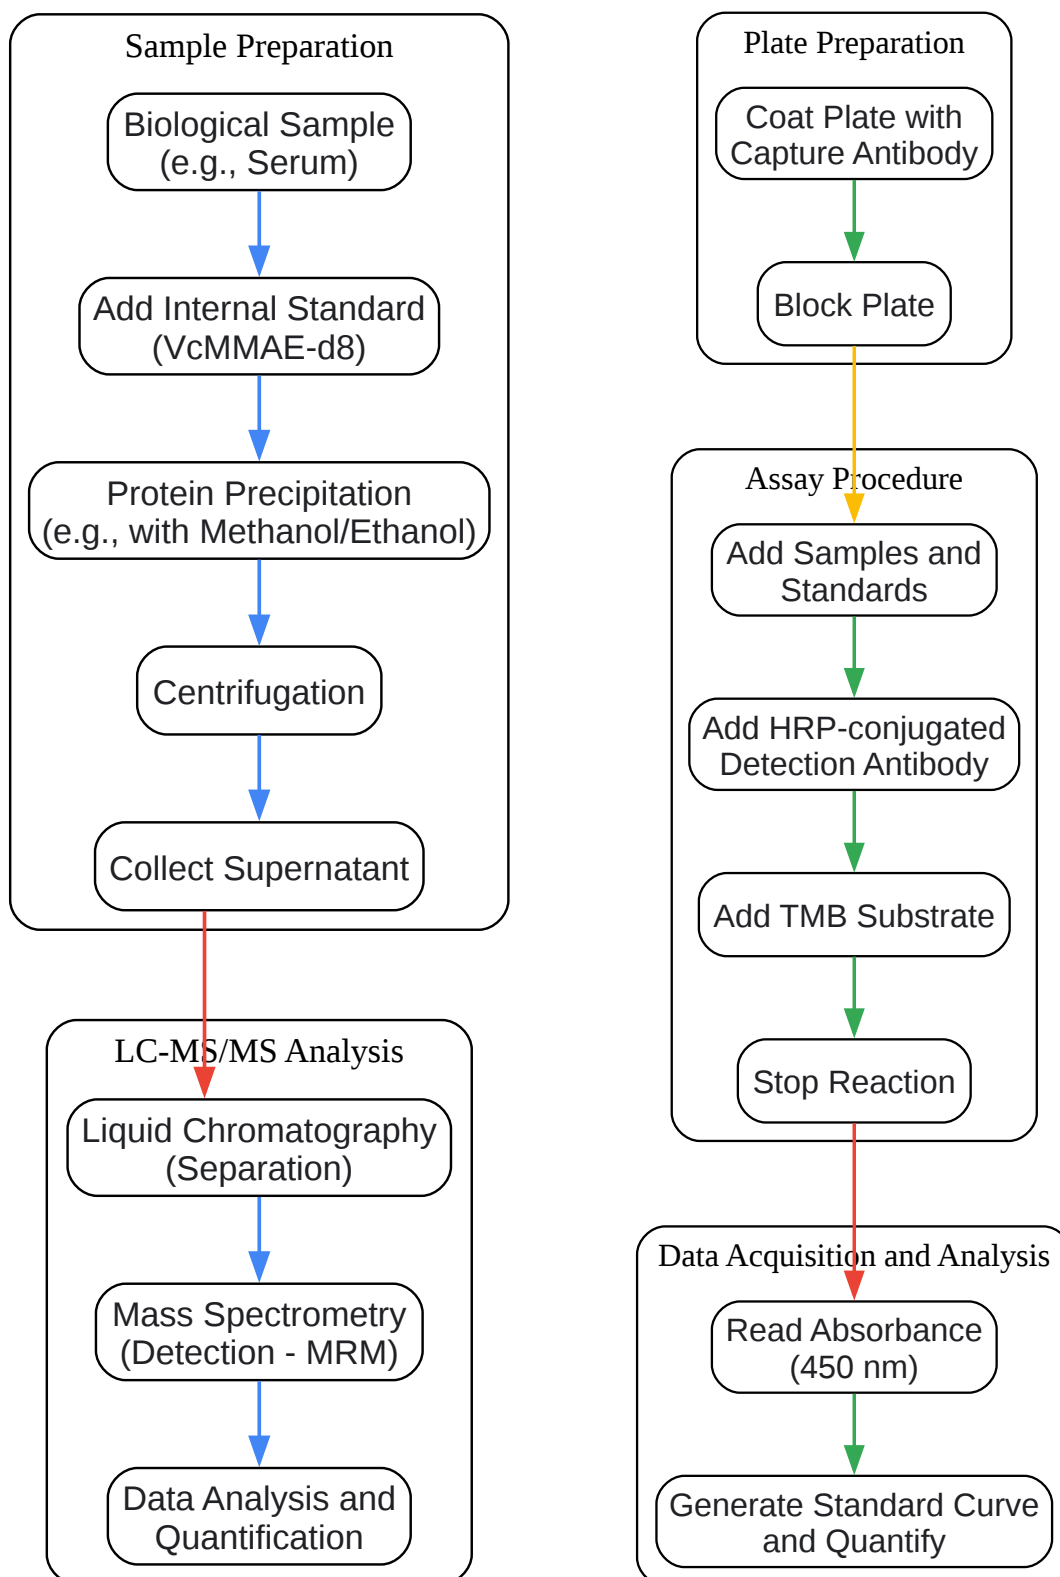 Sample Preparation
Biological Sample
(e.g., Serum)
Add Internal Standard
(VcMMAE-d8)
Protein Precipitation
(e.g., with Methanol/Ethanol)
Centrifugation
Collect Supernatant
LC-MS/MS Analysis
Liquid Chromatography
(Separation)
Mass Spectrometry
(Detection - MRM)
Data Analysis and
Quantification
Plate Preparation
Coat Plate with
Capture Antibody
Block Plate
Assay Procedure
Add Samples and
Standards
Add HRP-conjugated
Detection Antibody
Add TMB Substrate
Stop Reaction
Data Acquisition and Analysis
Read Absorbance
(450 nm)
Generate Standard Curve
and Quantify